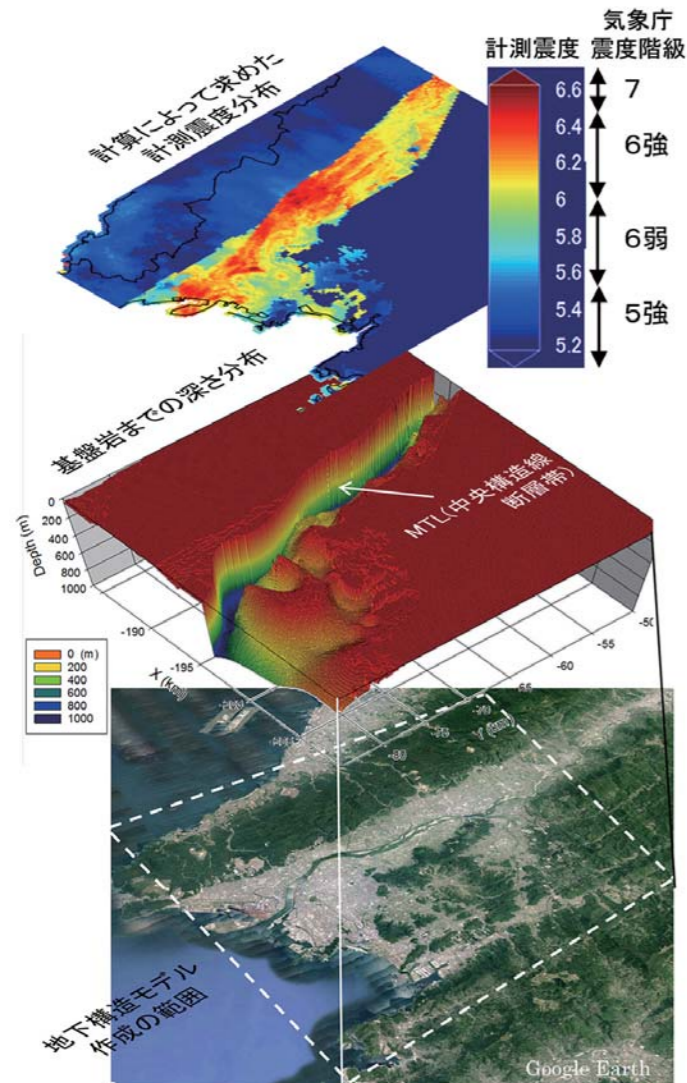 気象庁
計測震度 震度階級
計算によって求めた
計測震度分布
6.6
6.4
6.2
6
5.8
5.6
5.4
5.2
7
6強
6弱
5強
基盤岩までの深さ分布
MTL(中央構造線
断層帯)
0
200
400
600
800
1000
Depth (m)
-190
-195
X (km)
-50
-55
-60
Y (km)
0 (m)
200
400
600
800
1000
地下構造モデル
作成の範囲
Google Earth